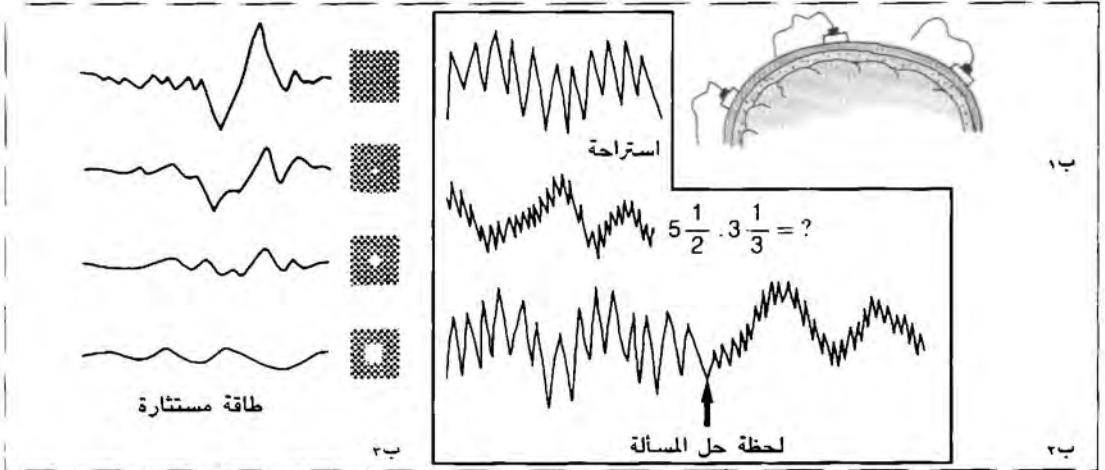 استراحة
ب١
5 1/2 . 3 1/3 = ?
طاقة مستثارة
لحظة حل المسألة
ب٢
ب٣